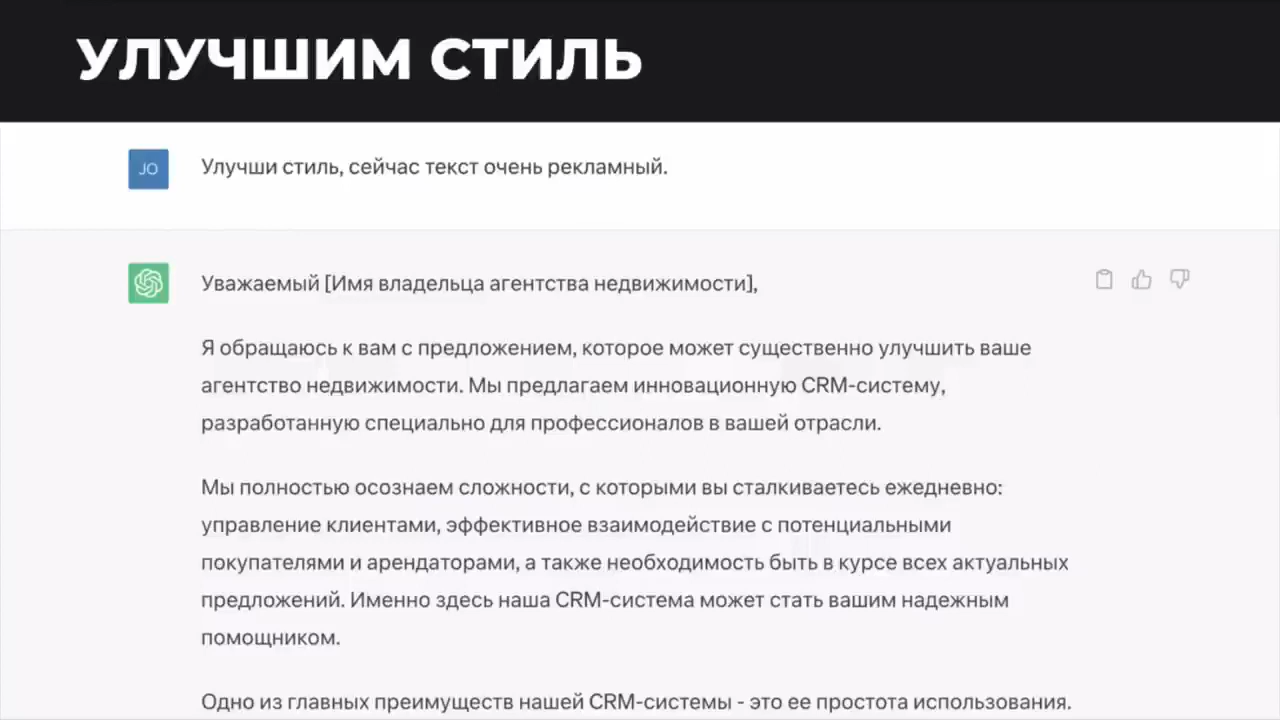 УЛУЧШИМ СТИЛЬ
JO
Улучши стиль, сейчас текст очень рекламный.
Уважаемый [Имя владельца агентства недвижимости],
Я обращаюсь к вам с предложением, которое может существенно улучшить ваше
агентство недвижимости. Мы предлагаем инновационную CRM-систему,
разработанную специально для профессионалов в вашей отрасли.
Мы полностью осознаем сложности, с которыми вы сталкиваетесь ежедневно:
управление клиентами, эффективное взаимодействие с потенциальными
покупателями и арендаторами, а также необходимость быть в курсе всех актуальных
предложений. Именно здесь наша CRM-система может стать вашим надежным
помощником.
Одно из главных преимуществ нашей CRM-системы - это ее простота использования.